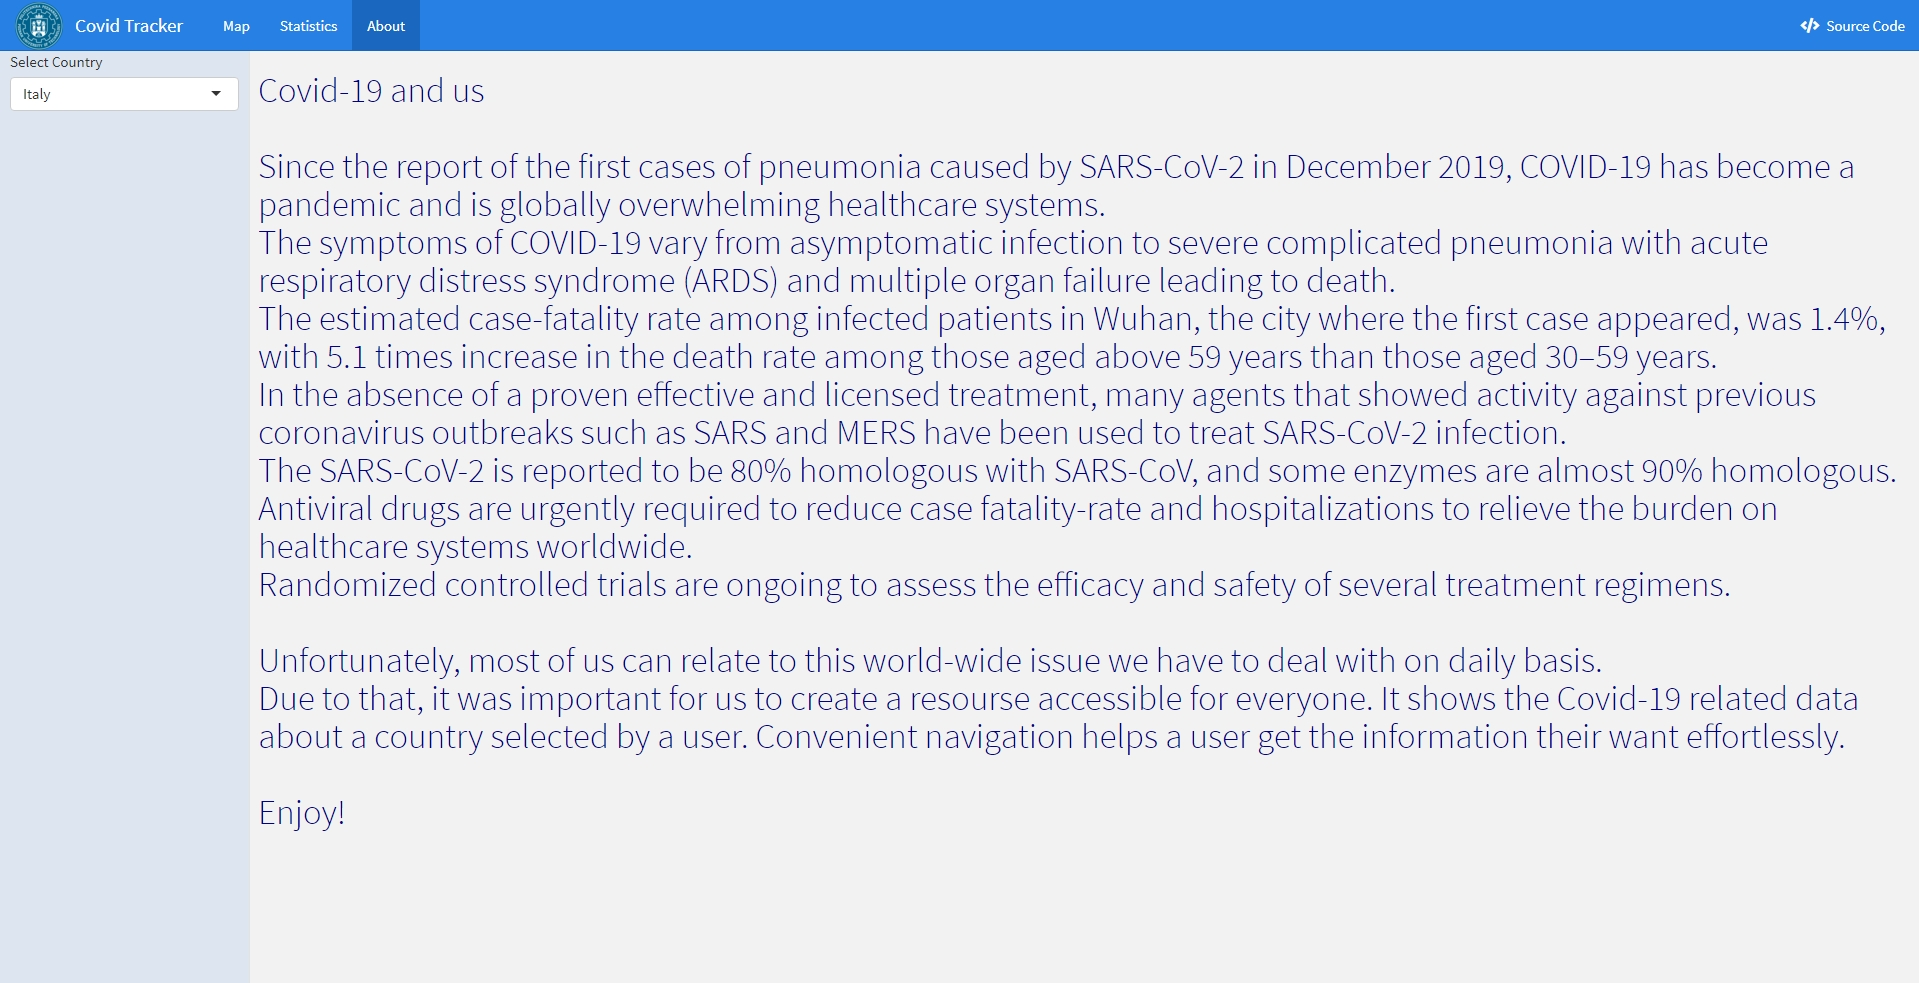 Covid Tracker
Map
Statistics
About
Source Code
Select Country
Italy
Covid-19 and us
Since the report of the first cases of pneumonia caused by SARS-CoV-2 in December 2019, COVID-19 has become a
pandemic and is globally overwhelming healthcare systems.
The symptoms of COVID-19 vary from asymptomatic infection to severe complicated pneumonia with acute
respiratory distress syndrome (ARDS) and multiple organ failure leading to death.
The estimated case-fatality rate among infected patients in Wuhan, the city where the first case appeared, was 1.4%,
with 5.1 times increase in the death rate among those aged above 59 years than those aged 30–59 years.
In the absence of a proven effective and licensed treatment, many agents that showed activity against previous
coronavirus outbreaks such as SARS and MERS have been used to treat SARS-CoV-2 infection.
The SARS-CoV-2 is reported to be 80% homologous with SARS-CoV, and some enzymes are almost 90% homologous.
Antiviral drugs are urgently required to reduce case fatality-rate and hospitalizations to relieve the burden on
healthcare systems worldwide.
Randomized controlled trials are ongoing to assess the efficacy and safety of several treatment regimens.
Unfortunately, most of us can relate to this world-wide issue we have to deal with on daily basis.
Due to that, it was important for us to create a resourse accessible for everyone. It shows the Covid-19 related data
about a country selected by a user. Convenient navigation helps a user get the information their want effortlessly.
Enjoy!